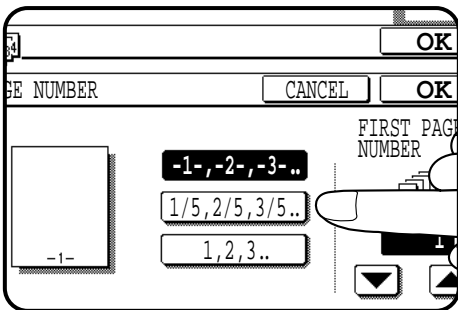 OK
GE NUMBER CANCEL OK
FIRST PAG
NUMBER
-1-,-2-,-3-..
1/5,2/5,3/5..
1,2,3..
-1-
1